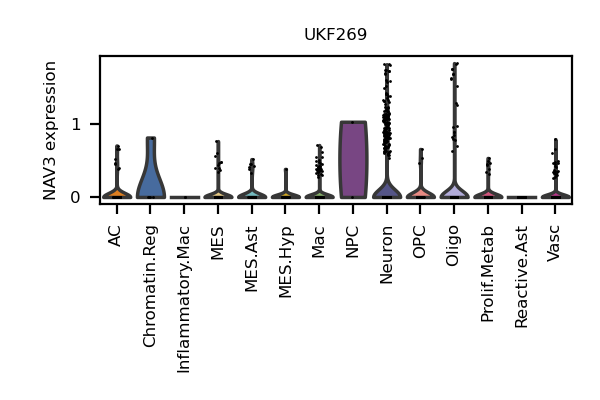 UKF269
NAV3 expression
1
0
AC
Chromatin.Reg
Inflammatory.Mac
MES
MES.Ast
MES.Hyp
Mac
NPC
Neuron
OPC
Oligo
Prolif.Metab
Reactive.Ast
Vasc